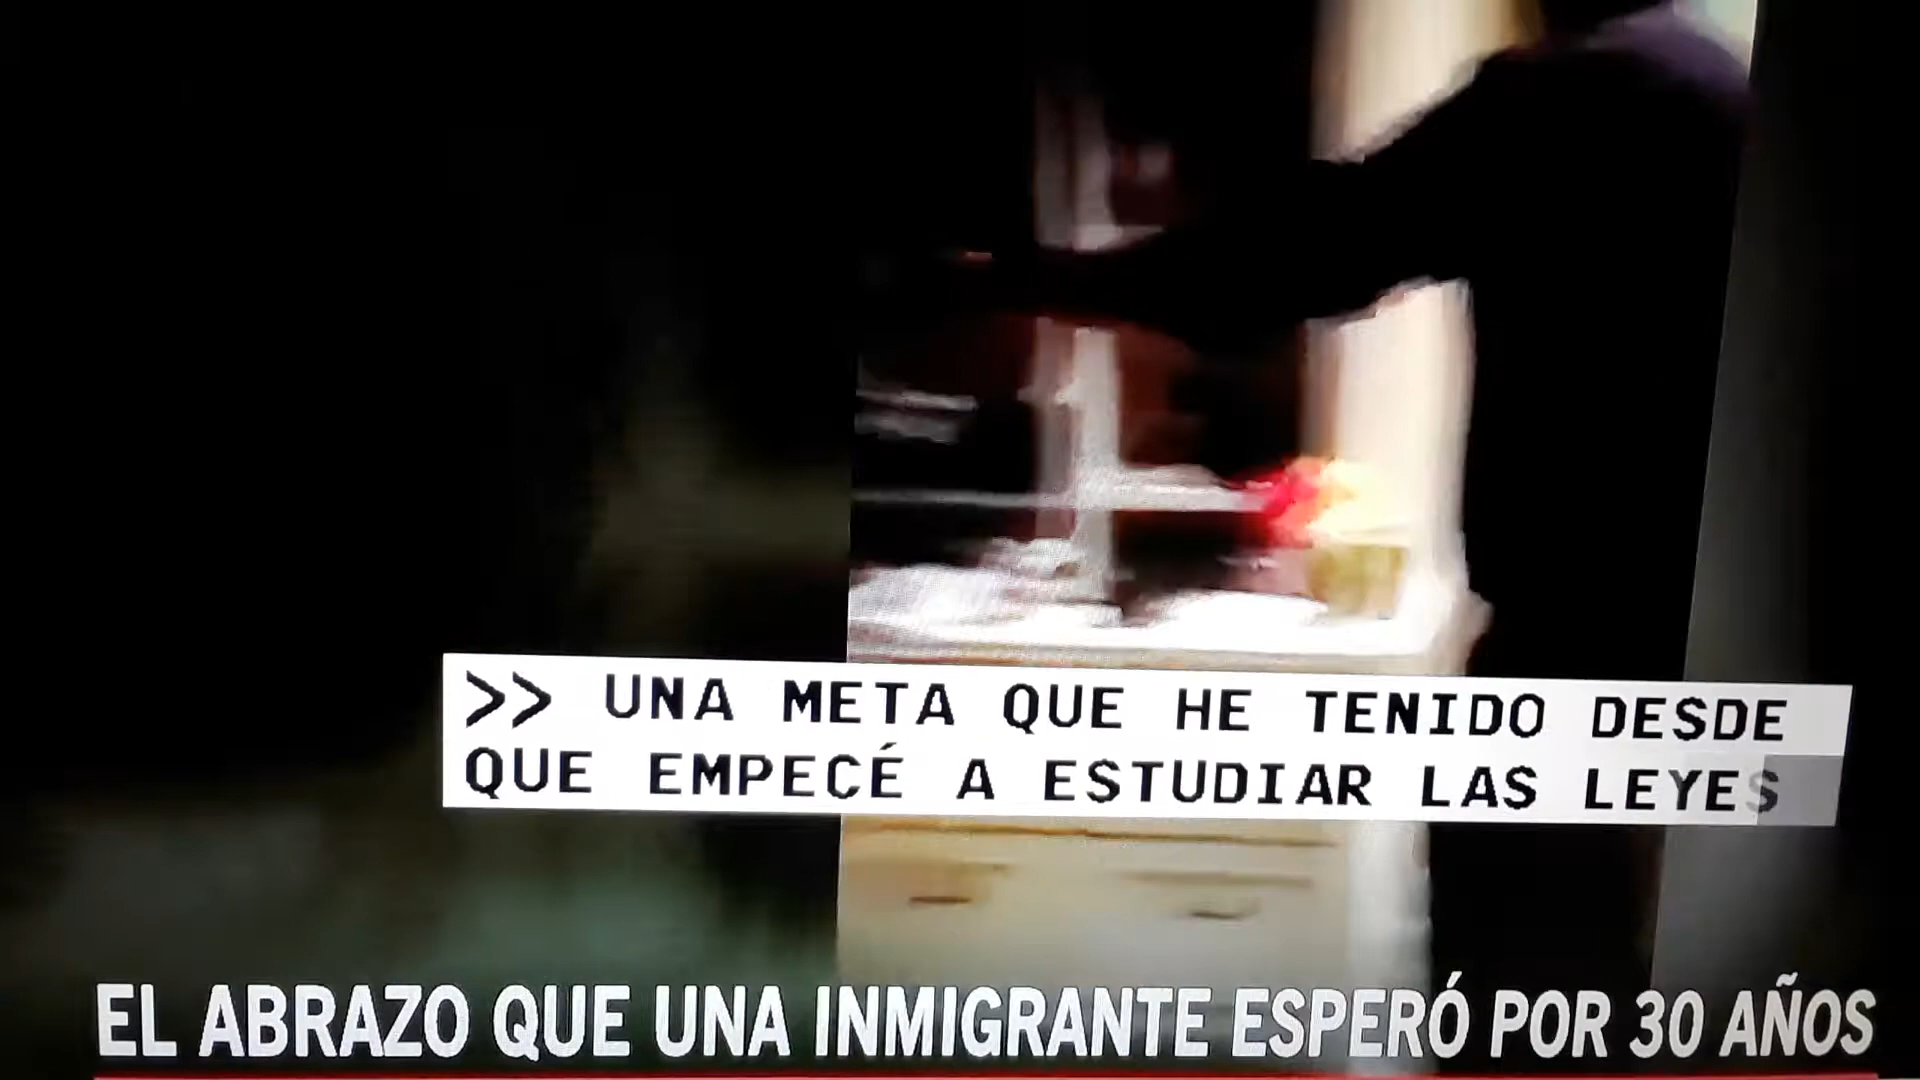 >> UNA META QUE HE TENIDO DESDE
QUE EMPECÉ A ESTUDIAR LAS LEYES
EL ABRAZO QUE UNA INMIGRANTE ESPERÓ POR 30 AÑOS